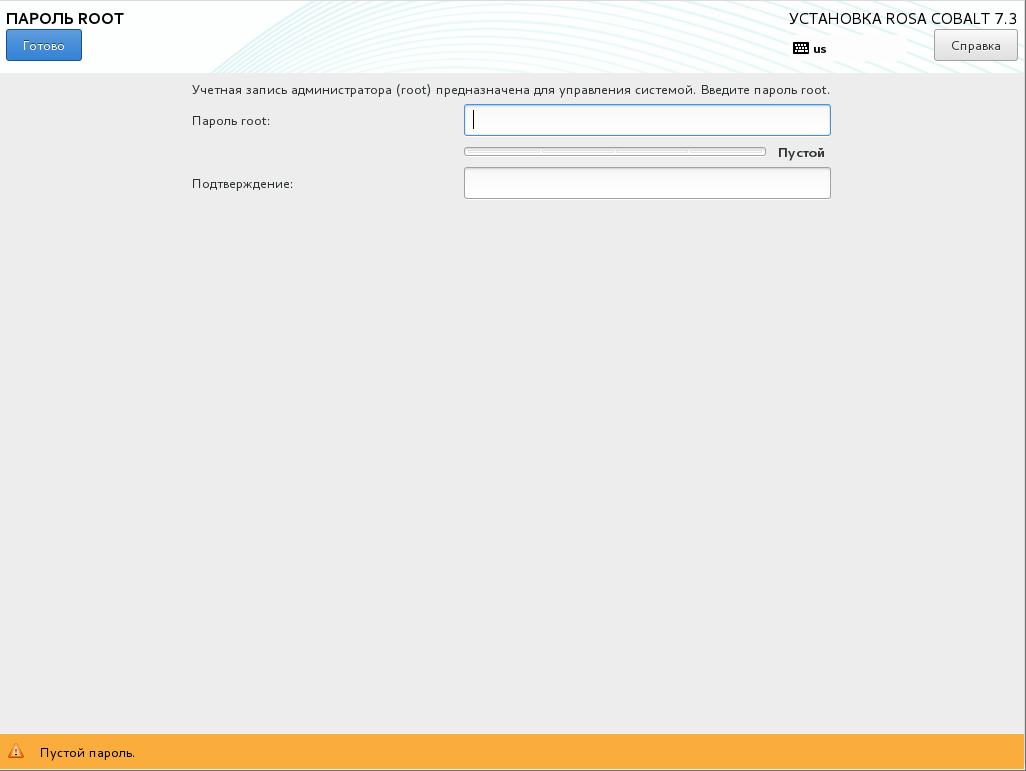 ПАРОЛЬ ROOT
УСТАНОВКА ROSA COBALT 7.3
Готово
us
Справка
Учетная запись администратора (root) предназначена для управления системой. Введите пароль root.
Пароль root:
Пустой
Подтверждение:
Пустой пароль.